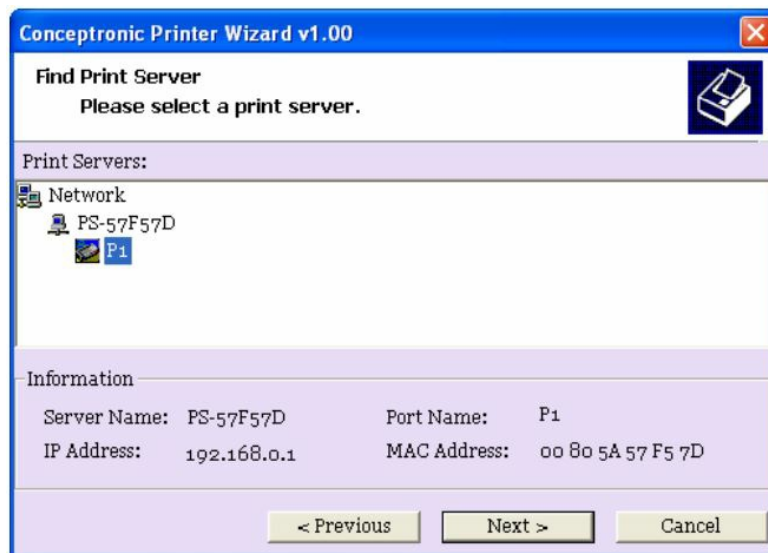 Conceptronic Printer Wizard v1.00
Find Print Server
Please select a print server.
Print Servers:
Network
PS-57F57D
P1
Information
Server Name: PS-57F57D Port Name: P1
IP Address: 192.168.0.1 MAC Address: 00 80 5A 57 F5 7D
< Previous Next > Cancel